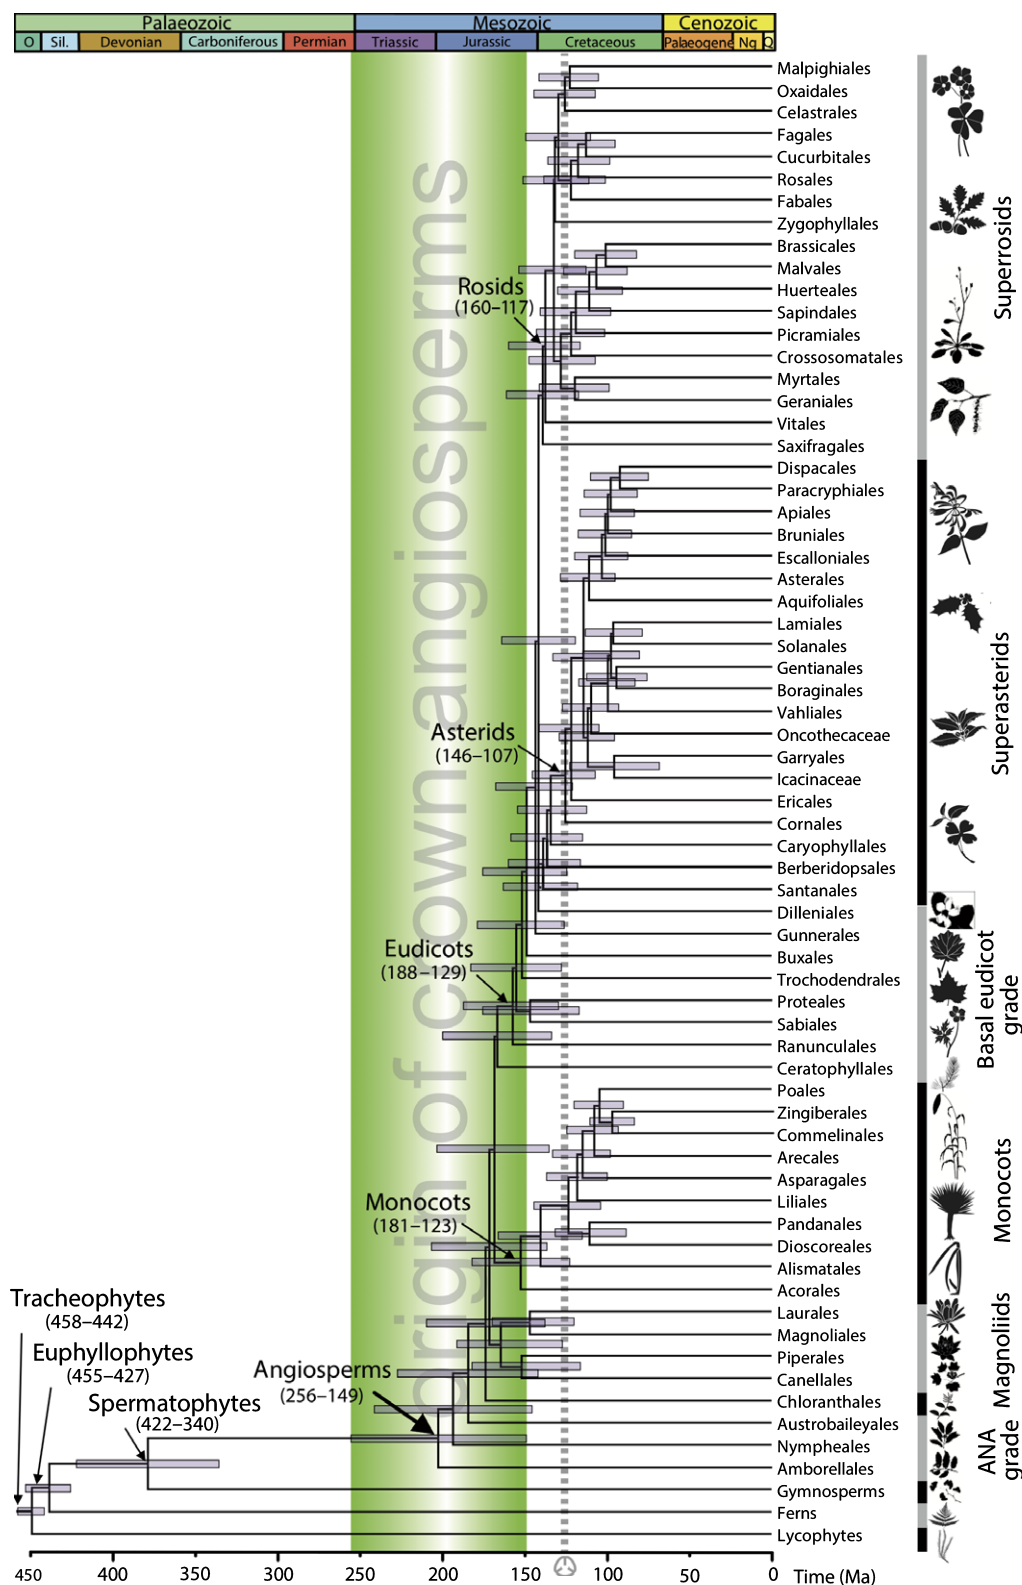 Palaeozoic Mesozoic Cenozoic
O Sil. Devonian Carboniferous Permian Triassic Jurassic Cretaceous Palaeogene Ng Q
Malpighiales
Oxaidales
Celastrales
Fagales
Cucurbitales
Rosales
Fabales
Zygophyllales
Brassicales
Malvales
Huerteales
Sapindales
Picramiales
Crossosomatales
Myrtales
Geraniales
Vitales
Saxifragales
Dispacales
Paracryphiales
Apiales
Bruniales
Escalloniales
Asterales
Aquifoliales
Lamiales
Solanales
Gentianales
Boraginales
Vahliales
Oncothecaceae
Garryales
Icacinaceae
Ericales
Cornales
Caryophyllales
Berberidopsales
Santanales
Dilleniales
Gunnerales
Buxales
Trochodendrales
Proteales
Sabiales
Ranunculales
Ceratophyllales
Poales
Zingiberales
Commelinales
Arecales
Asparagales
Liliales
Pandanales
Dioscoreales
Alismatales
Acorales
Laurales
Magnoliales
Piperales
Canellales
Chloranthales
Austrobaileyales
Nympheales
Amborellales
Gymnosperms
Ferns
Lycophytes
Superrosids
Superasterids
Basal eudicot
grade
Monocots
Magnoliids
ANA
grade
origin of crown angiosperms
Rosids
(160–117)
Asterids
(146–107)
Eudicots
(188–129)
Monocots
(181–123)
Angiosperms
(256–149)
Tracheophytes
(458–442)
Euphyllophytes
(455–427)
Spermatophytes
(422–340)
450 400 350 300 250 200 150 100 50 0 Time (Ma)